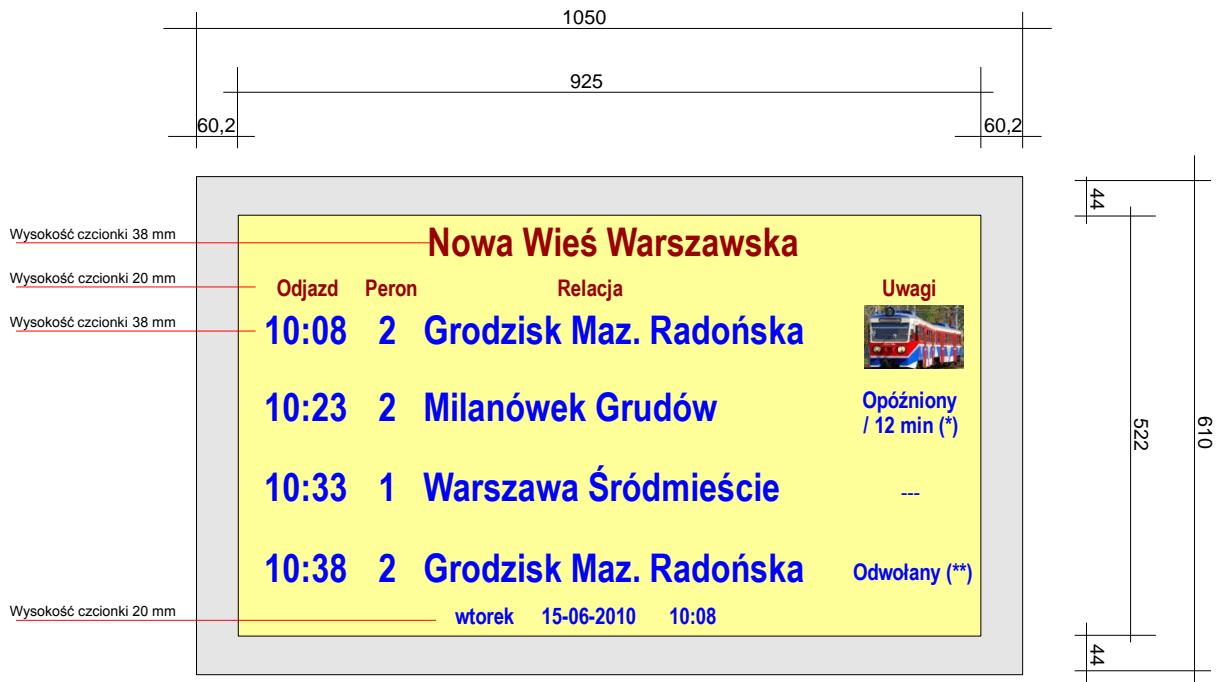 1050
925
60,2 60,2
44
Wysokość czcionki 38 mm
Nowa Wieś Warszawska
Wysokość czcionki 20 mm
Odjazd Peron Relacja Uwagi
Wysokość czcionki 38 mm
10:08 2 Grodzisk Maz. Radońska
10:23 2 Milanówek Grudów Opóźniony
/ 12 min (*)
522
610
10:33 1 Warszawa Śródmieście ---
10:38 2 Grodzisk Maz. Radońska Odwołany (**)
Wysokość czcionki 20 mm
wtorek 15-06-2010 10:08
44